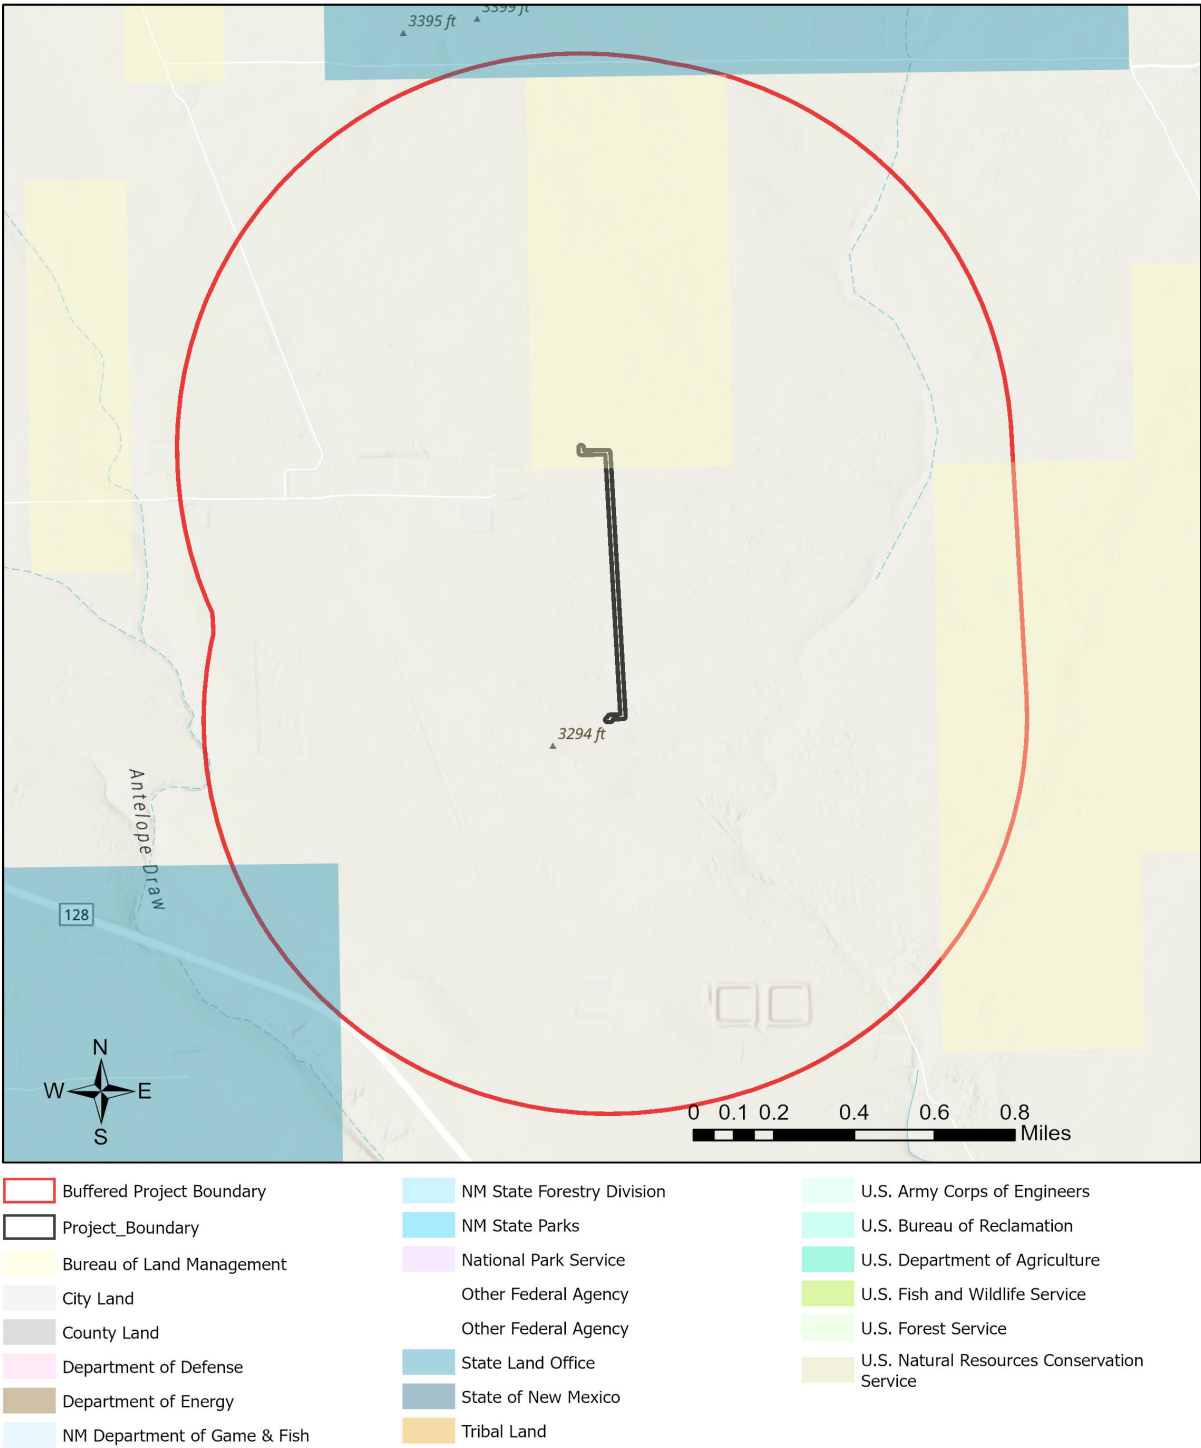 3399 ft
3395 ft
3294 ft
Antelope Draw
128
N
W E
S
0 0.1 0.2 0.4 0.6 0.8
Miles
Buffered Project Boundary
Project_Boundary
Bureau of Land Management
City Land
County Land
Department of Defense
Department of Energy
NM Department of Game & Fish
NM State Forestry Division
NM State Parks
National Park Service
Other Federal Agency
Other Federal Agency
State Land Office
State of New Mexico
Tribal Land
U.S. Army Corps of Engineers
U.S. Bureau of Reclamation
U.S. Department of Agriculture
U.S. Fish and Wildlife Service
U.S. Forest Service
U.S. Natural Resources Conservation
Service